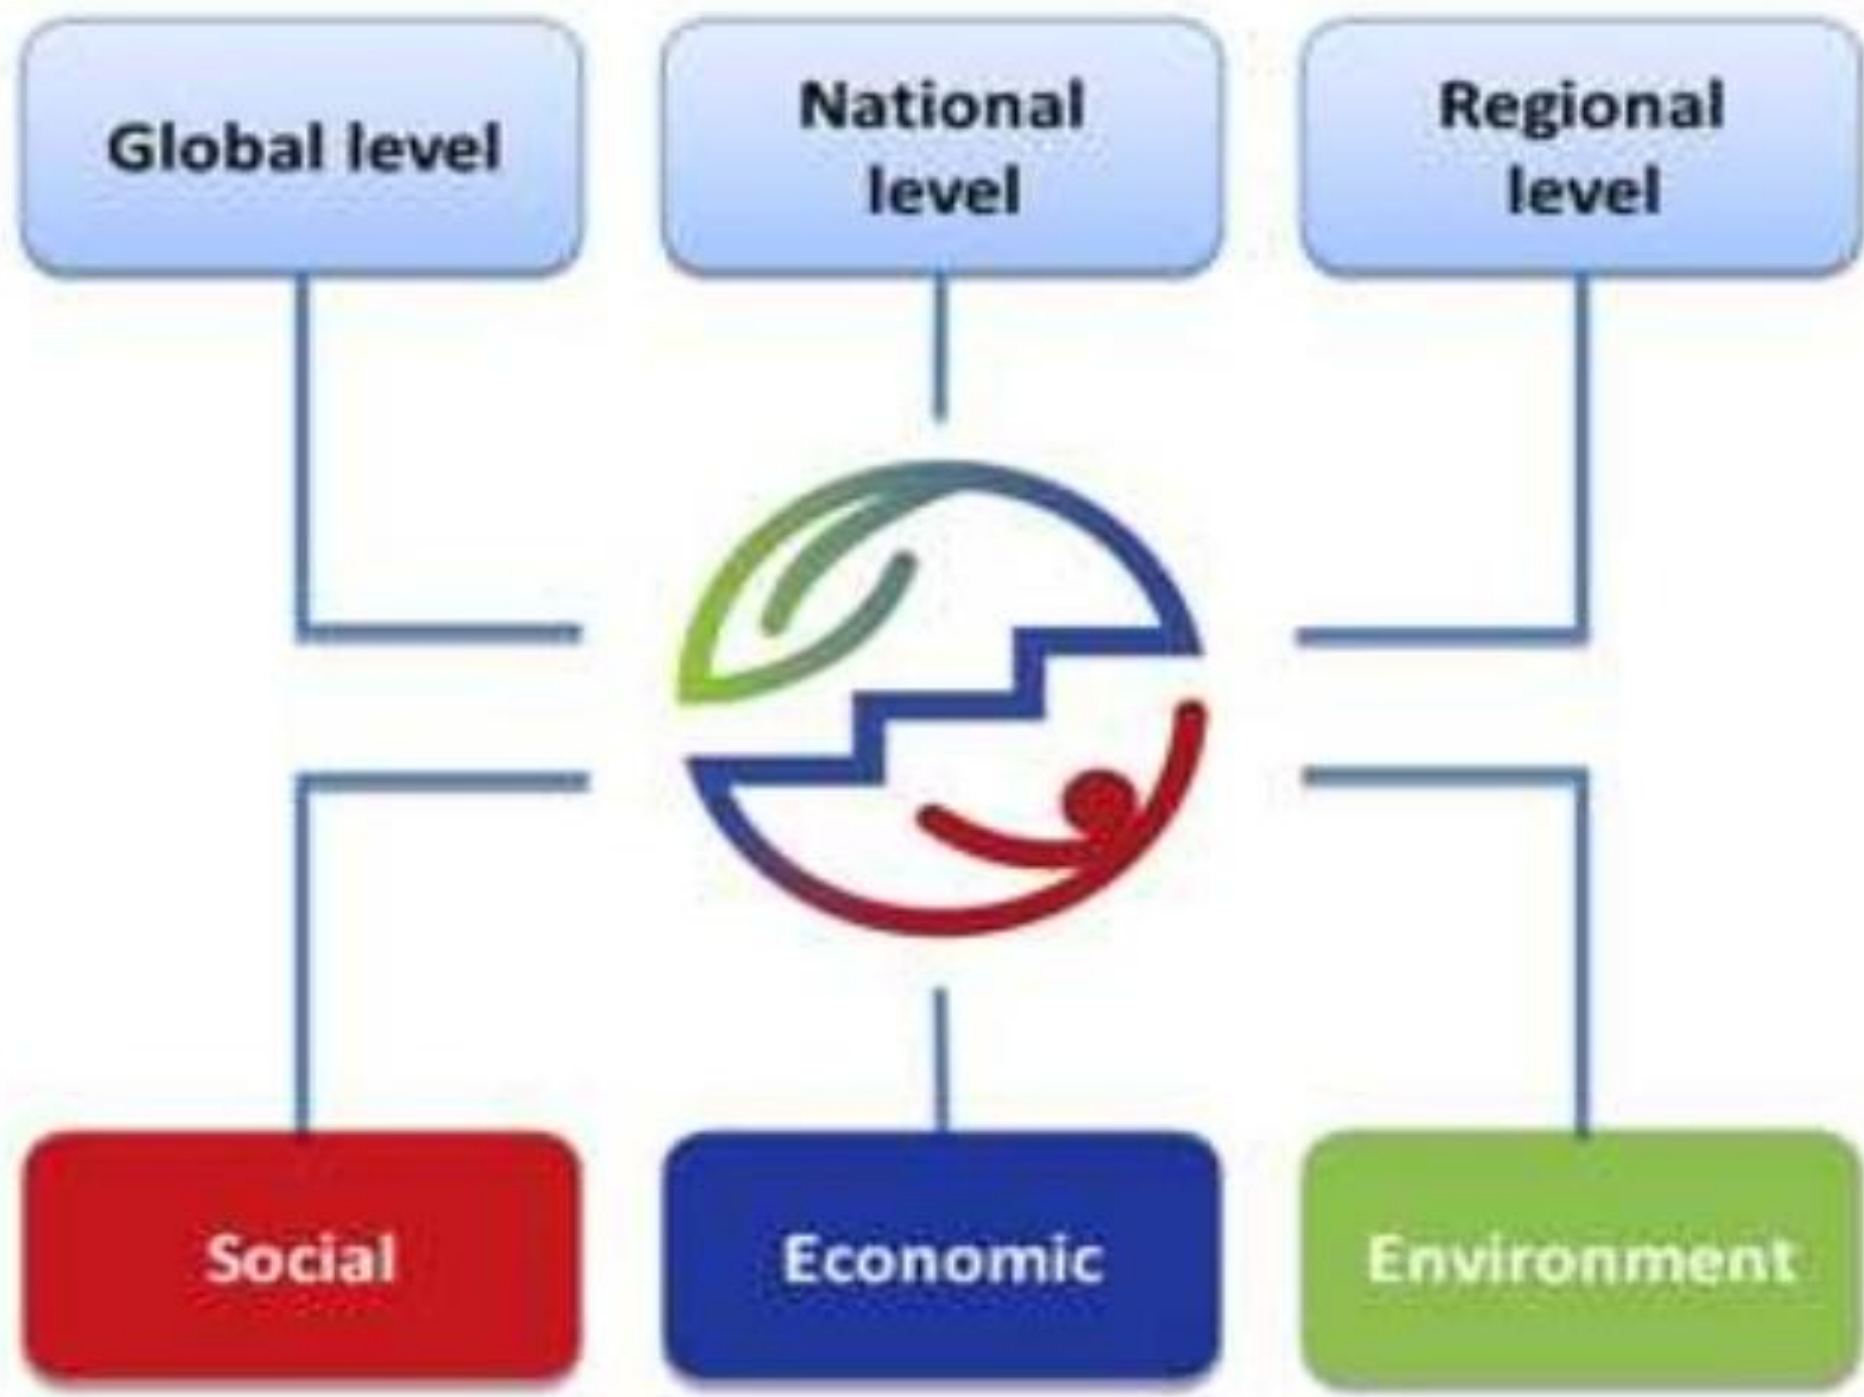 Global level
National
level
Regional
level
Social
Economic
Environment